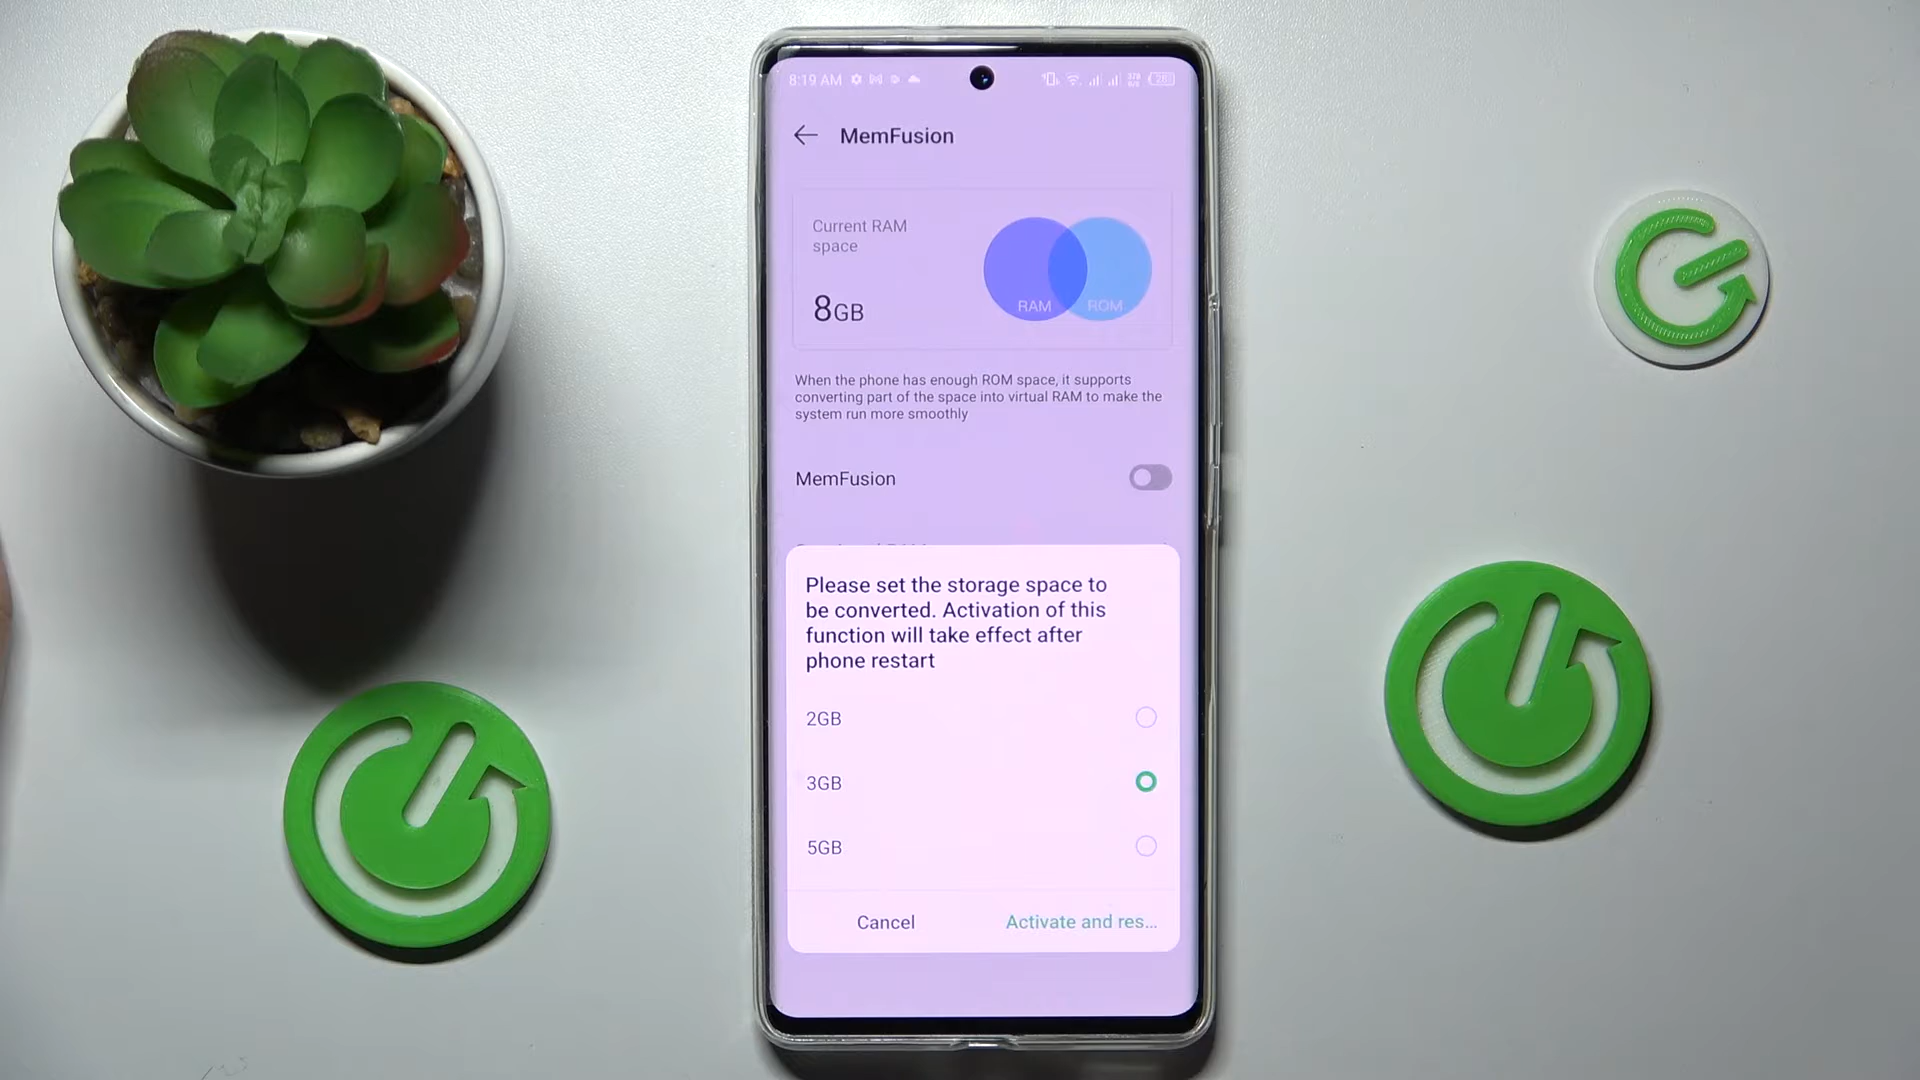 8:19 AM
MemFusion
Current RAM
space
8GB
RAM ROM
When the phone has enough ROM space, it supports
converting part of the space into virtual RAM to make the
system run more smoothly
MemFusion
Please set the storage space to
be converted. Activation of this
function will take effect after
phone restart
2GB
3GB
5GB
Cancel
Activate and res...